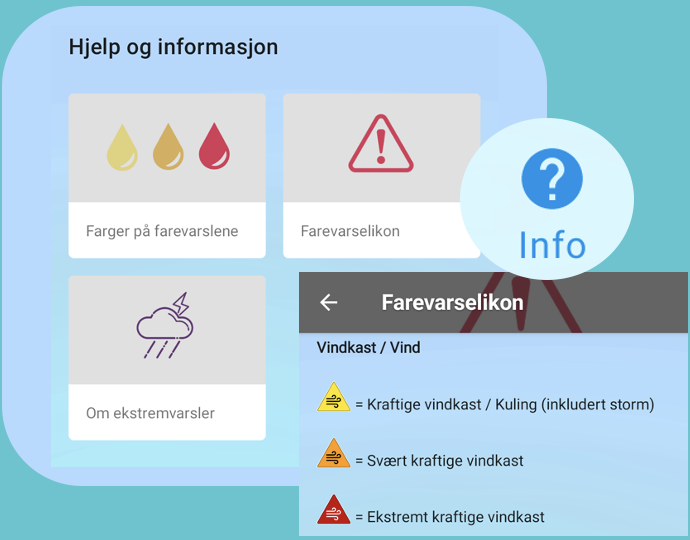 Hjelp og informasjon
Farger på farevarslene
Farevarselikon
Info
Om ekstremvarsler
Farevarselikon
Vindkast / Vind
= Kraftige vindkast / Kuling (inkludert storm)
= Svært kraftige vindkast
= Ekstremt kraftige vindkast